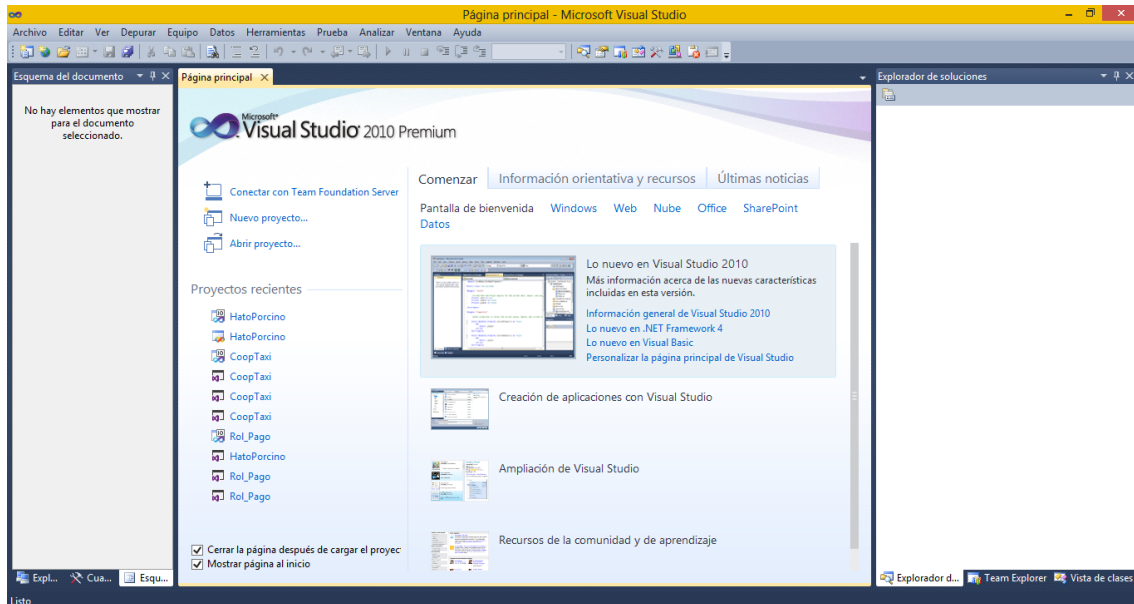 Página principal - Microsoft Visual Studio
Archivo Editar Ver Depurar Equipo Datos Herramientas Prueba Analizar Ventana Ayuda
Esquema del documento
No hay elementos que mostrar
para el documento
seleccionado.
Página principal
Explorador de soluciones
Microsoft®
Visual Studio® 2010 Premium
Conectar con Team Foundation Server
Nuevo proyecto...
Abrir proyecto...
Proyectos recientes
HatoPorcino
HatoPorcino
CoopTaxi
CoopTaxi
CoopTaxi
CoopTaxi
Rol_Pago
HatoPorcino
Rol_Pago
Rol_Pago
Cerrar la página después de cargar el proyec
Mostrar página al inicio
Comenzar Información orientativa y recursos Últimas noticias
Pantalla de bienvenida Windows Web Nube Office SharePoint
Datos
Lo nuevo en Visual Studio 2010
Más información acerca de las nuevas características
incluidas en esta versión.
Información general de Visual Studio 2010
Lo nuevo en .NET Framework 4
Lo nuevo en Visual Basic
Personalizar la página principal de Visual Studio
Creación de aplicaciones con Visual Studio
Ampliación de Visual Studio
Recursos de la comunidad y de aprendizaje
Expl... Cua... Esqu...
Explorador d... Team Explorer Vista de clases
Listo